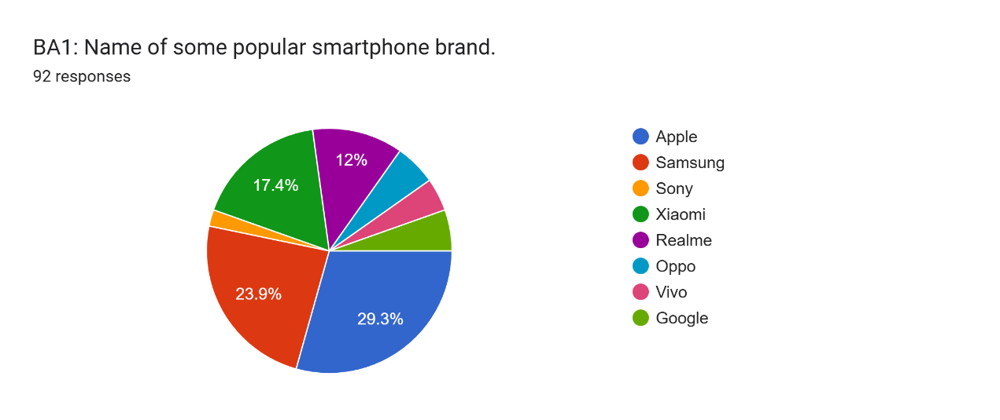 BA1: Name of some popular smartphone brand.
92 responses
12%
17.4%
23.9%
29.3%
Apple
Samsung
Sony
Xiaomi
Realme
Oppo
Vivo
Google